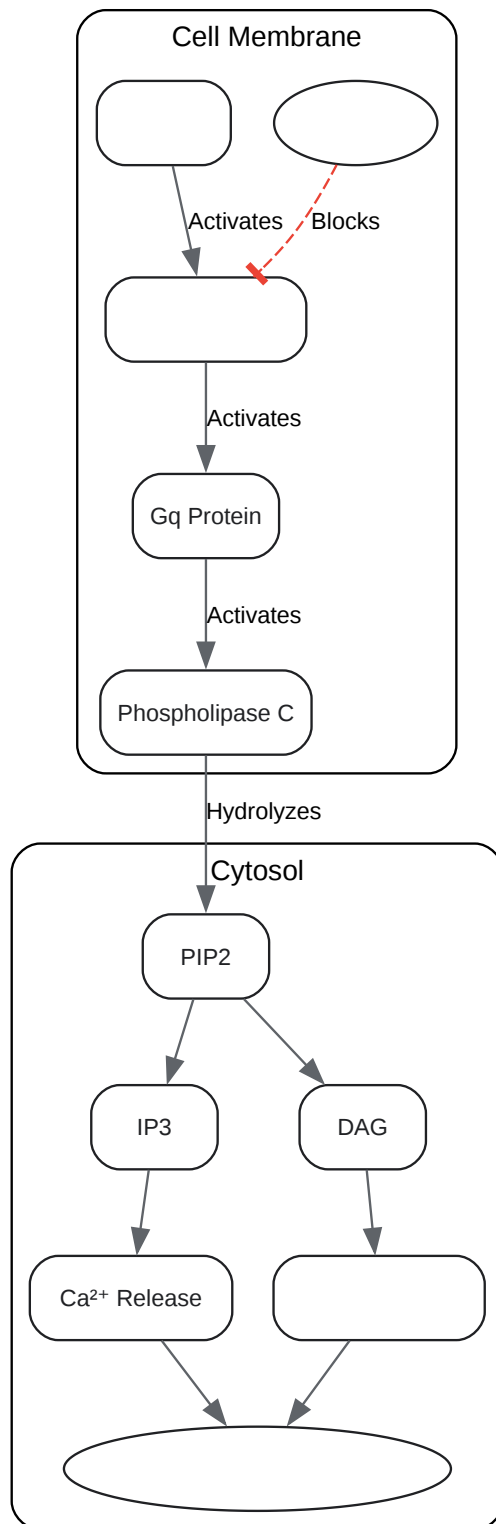 Cell Membrane
Activates
Blocks
Activates
Gq Protein
Activates
Phospholipase C
Hydrolyzes
Cytosol
PIP2
IP3
DAG
Ca²⁺ Release